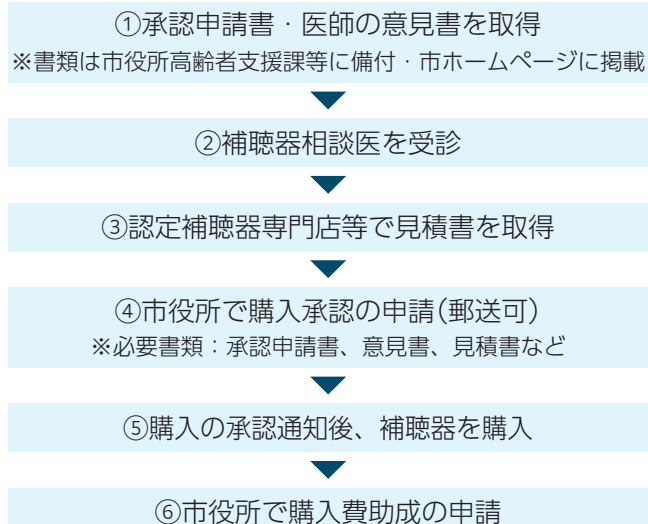 ①承認申請書・医師の意見書を取得
※書類は市役所高齢者支援課等に備付・市ホームページに掲載
②補聴器相談医を受診
③認定補聴器専門店等で見積書を取得
④市役所で購入承認の申請(郵送可)
※必要書類：承認申請書、意見書、見積書など
⑤購入の承認通知後、補聴器を購入
⑥市役所で購入費助成の申請